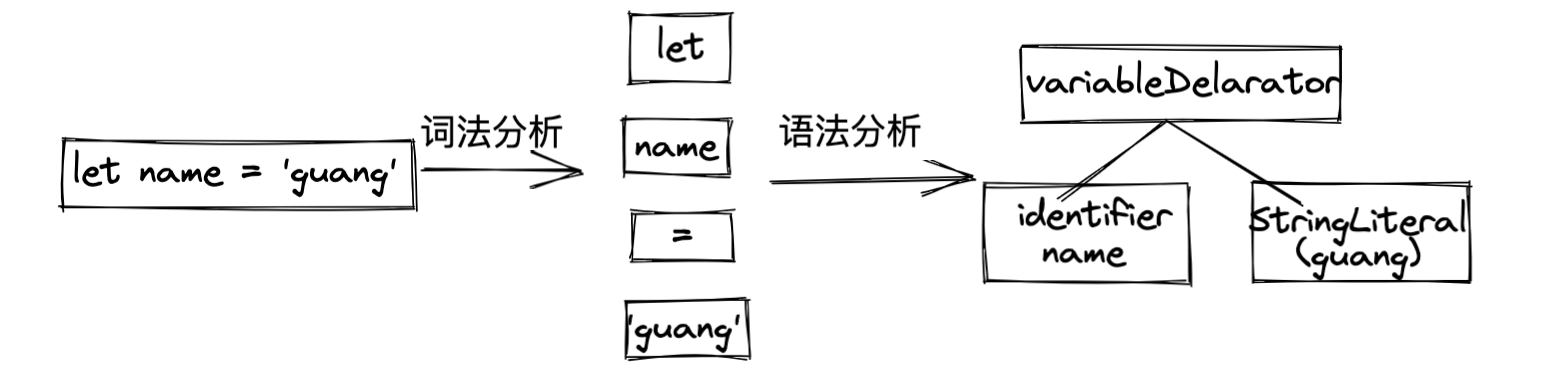 let name = 'guang'
词法分析
let
name
=
'guang'
语法分析
variableDelarator
identifier
name
StringLiteral
(guang)